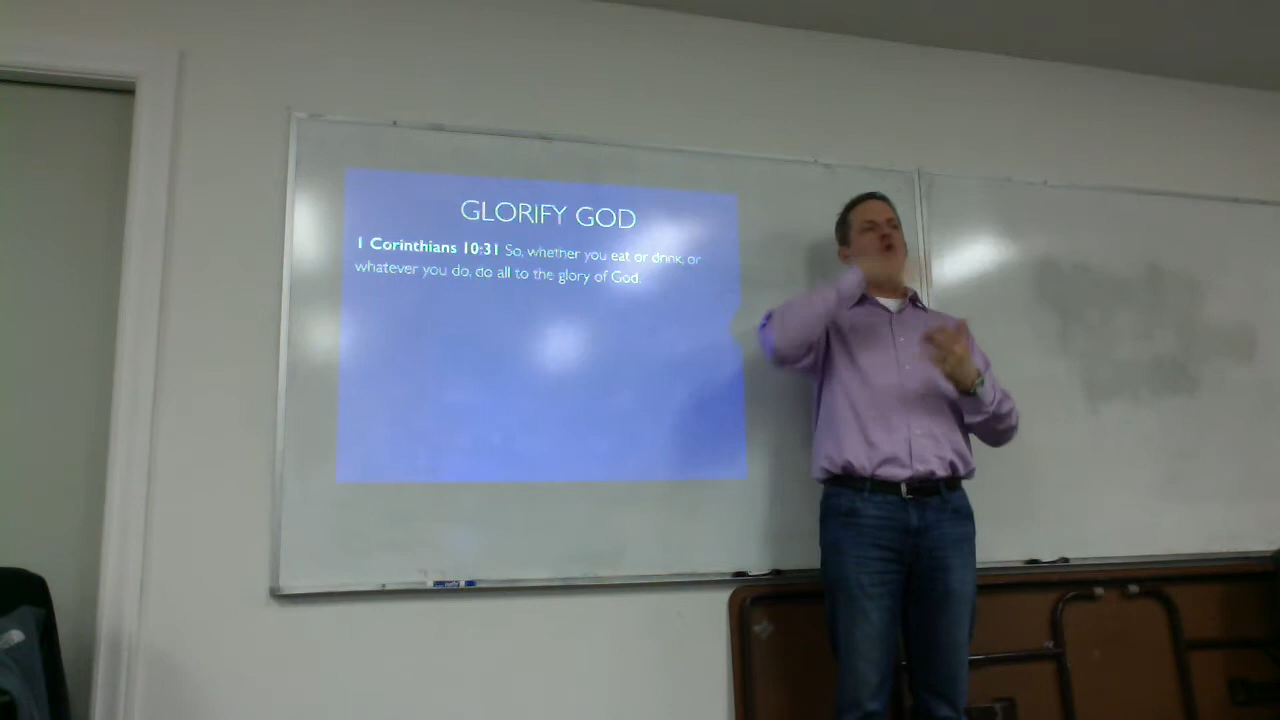 GLORIFY GOD
1 Corinthians 10:31 So, whether you eat or drink, or
whatever you do, do all to the glory of God.